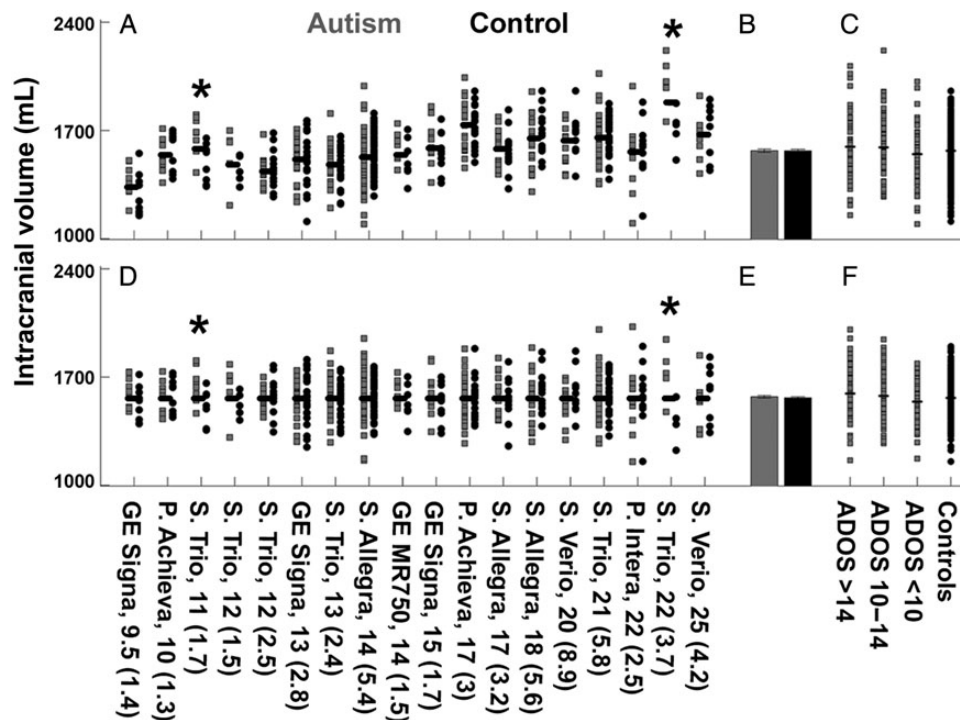 A
Autism
Control
B
C
2400
1700
1000
Intracranial volume (mL)
*
*
D
E
F
2400
1700
1000
*
*
GE Signa, 9.5 (1.4)
P. Achieva, 10 (1.3)
S. Trio, 11 (1.7)
S. Trio, 12 (1.5)
S. Trio, 12 (2.5)
GE Signa, 13 (2.8)
S. Trio, 13 (2.4)
S. Allegra, 14 (5.4)
GE MR750, 14 (1.5)
GE Signa, 15 (1.7)
P. Achieva, 17 (3)
S. Allegra, 17 (3.2)
S. Allegra, 18 (5.6)
S. Verio, 20 (8.9)
S. Trio, 21 (5.8)
P. Intera, 22 (2.5)
S. Trio, 22 (3.7)
S. Verio, 25 (4.2)
ADOS >14
ADOS 10–14
ADOS <10
Controls